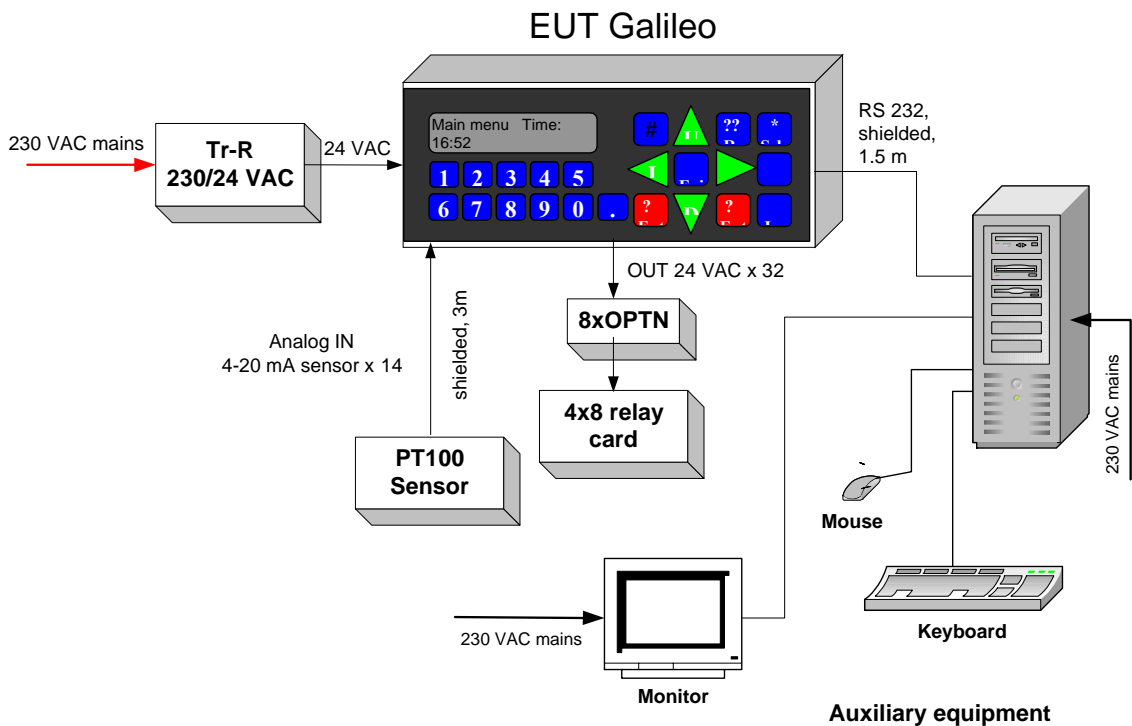 EUT Galileo
230 VAC mains
Tr-R
230/24 VAC
24 VAC
Main menu Time:
16:52
#
??
*
1 2 3 4 5
6 7 8 9 0 .
?
?
RS 232,
shielded,
1.5 m
OUT 24 VAC x 32
8xOPTN
4x8 relay
card
Analog IN
4-20 mA sensor x 14
shielded, 3m
PT100
Sensor
230 VAC mains
Mouse
Keyboard
230 VAC mains
Monitor
Auxiliary equipment